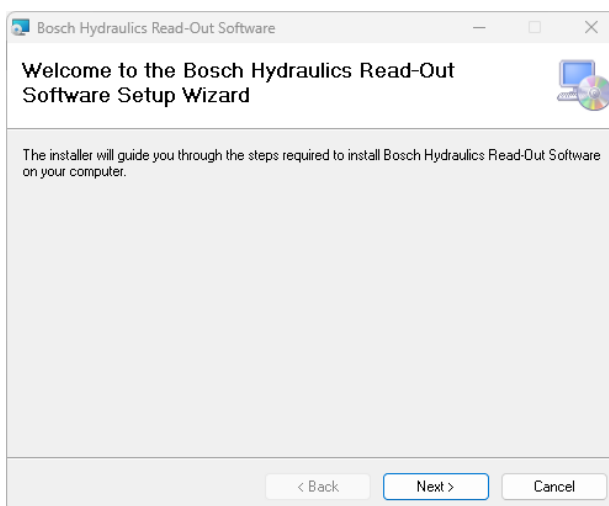 Bosch Hydraulics Read-Out Software
Welcome to the Bosch Hydraulics Read-Out
Software Setup Wizard
The installer will guide you through the steps required to install Bosch Hydraulics Read-Out Software
on your computer.
< Back
Next >
Cancel